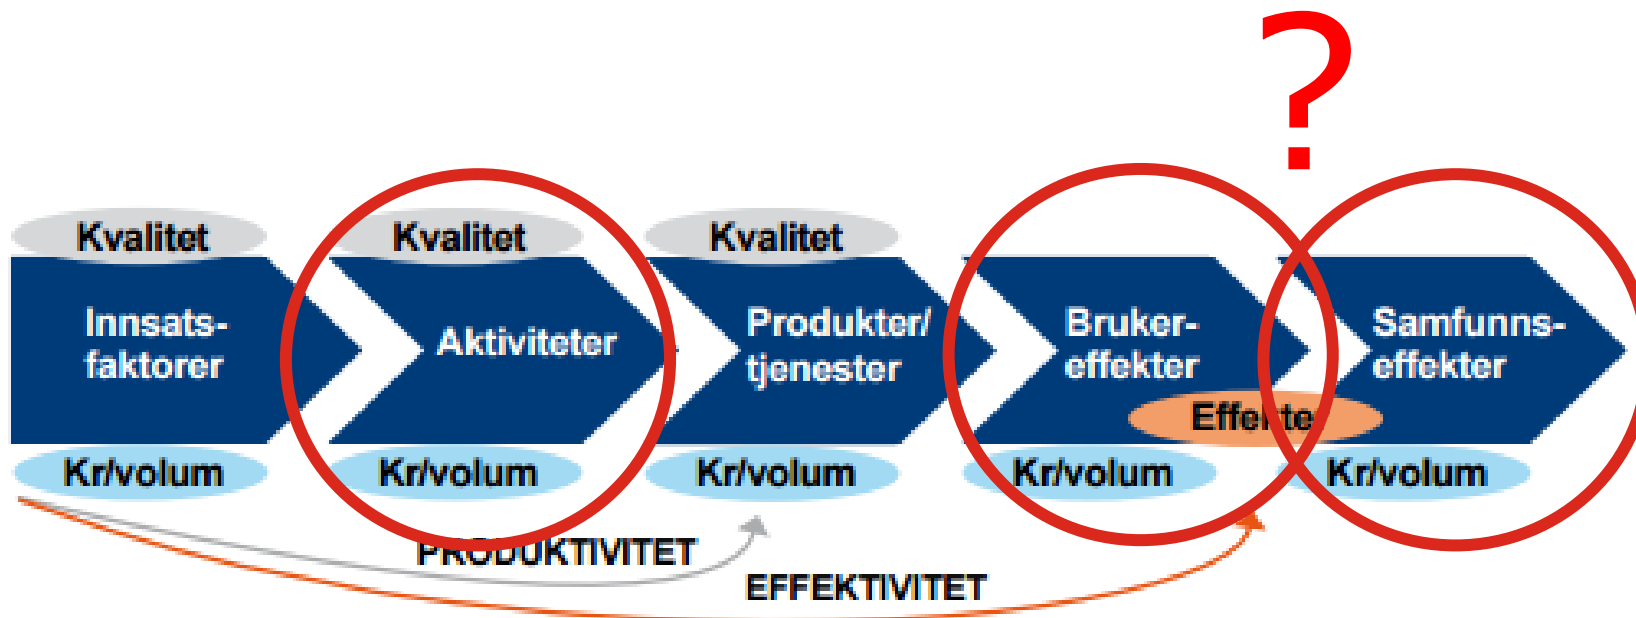 ?
Kvalitet
Kvalitet
Kvalitet
Innsats-
faktorer
Aktiviteter
Produkter/
tjenester
Bruker-
effekter
Samfunns-
effekter
Effekter
Kr/volum
Kr/volum
Kr/volum
Kr/volum
Kr/volum
PRODUKTIVITET
EFFEKTIVITET